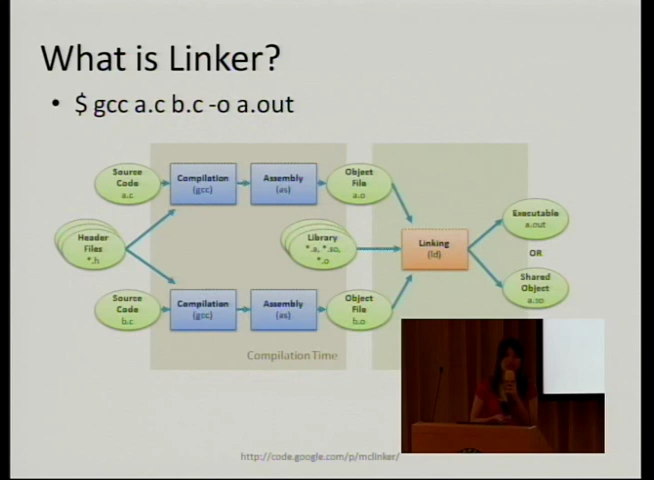 What is Linker?
• $ gcc a.c b.c -o a.out
Source
Code
a.c
Compilation
(gcc)
Assembly
(as)
Object
File
a.o
Header
Files
*.h
Library
*.a, *.so,
*.o
Linking
(ld)
Executable
a.out
OR
Shared
Object
a.so
Source
Code
b.c
Compilation
(gcc)
Assembly
(as)
Object
File
b.o
Compilation Time
http://code.google.com/p/mclinker/